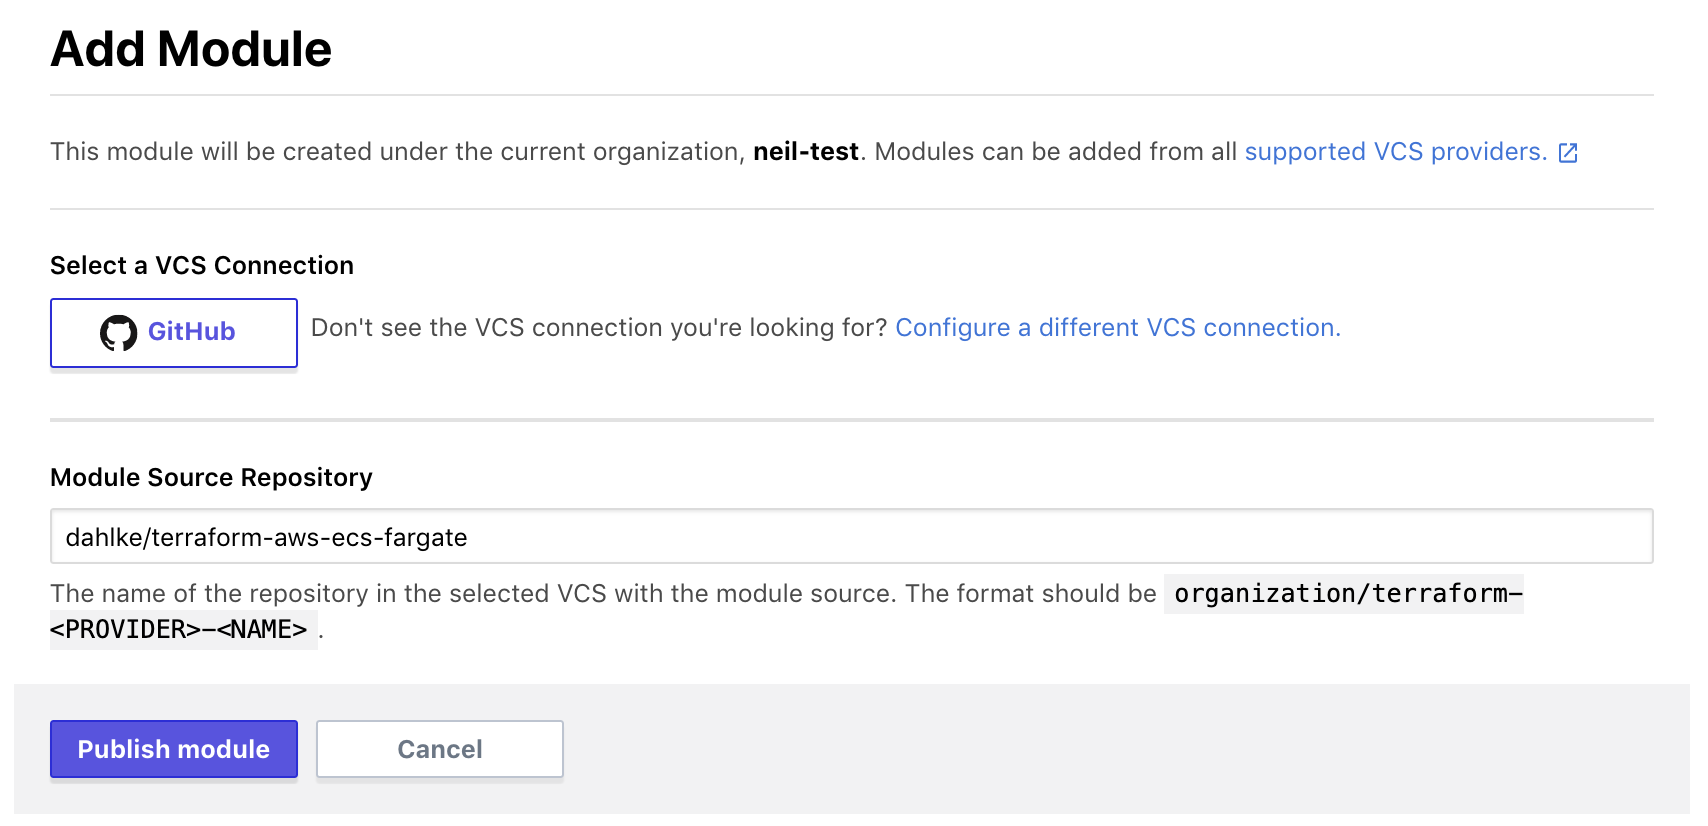 Add Module
This module will be created under the current organization, neil-test. Modules can be added from all supported VCS providers.
Select a VCS Connection
GitHub
Don't see the VCS connection you're looking for? Configure a different VCS connection.
Module Source Repository
dahlke/terraform-aws-ecs-fargate
The name of the repository in the selected VCS with the module source. The format should be organization/terraform-
<PROVIDER>-<NAME> .
Publish module
Cancel